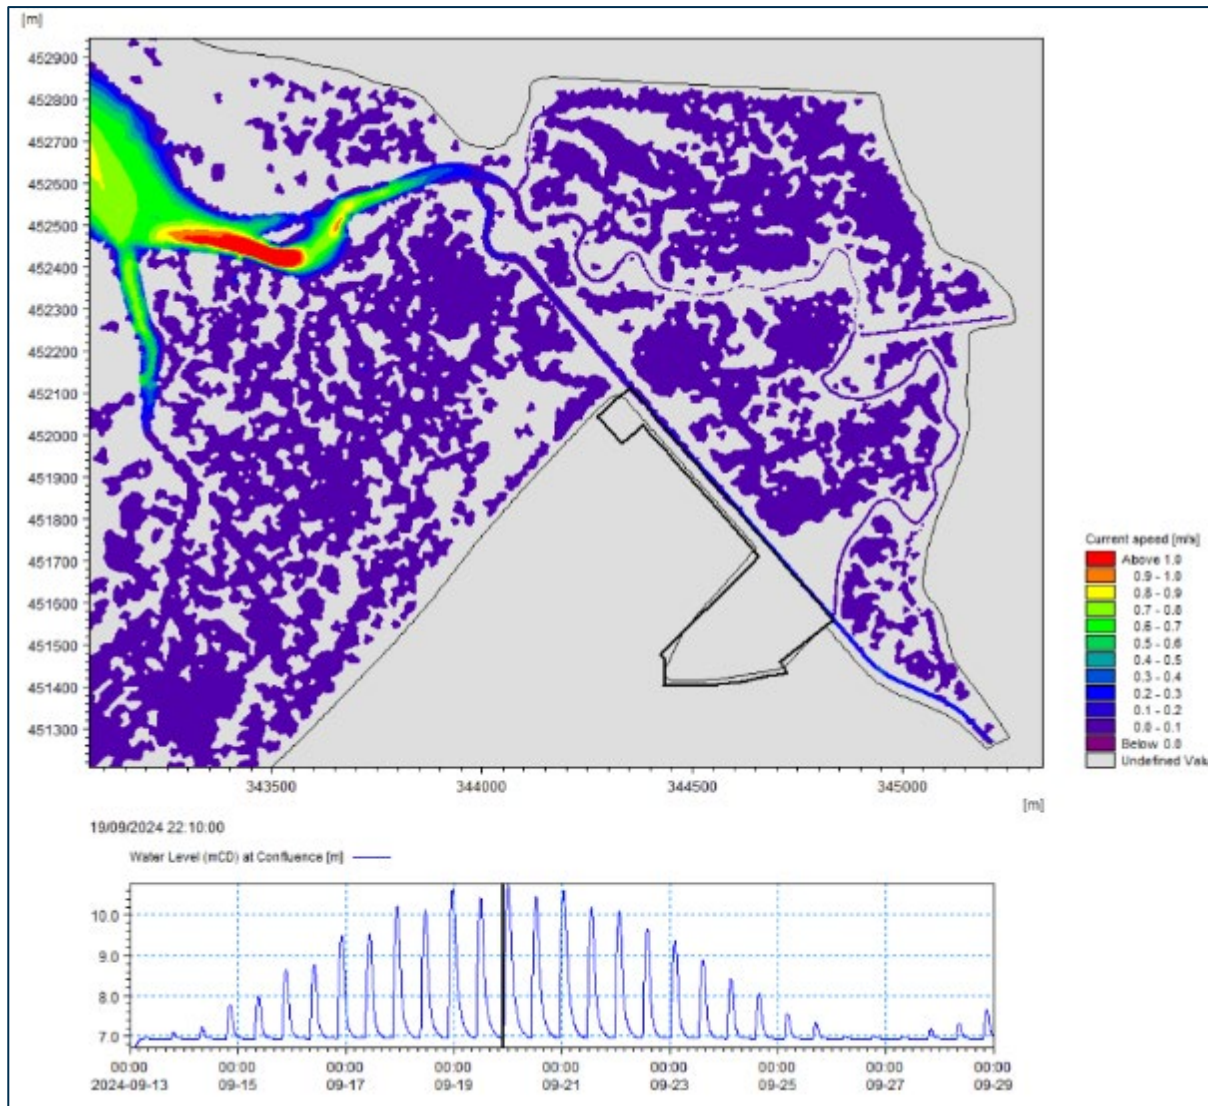 [m]
452900
452800
452700
452600
452500
452400
452300
452200
452100
452000
451900
451800
451700
451600
451500
451400
451300
343500 344000 344500 345000
[m]
Current speed [m/s]
Above 1.0
0.9 - 1.0
0.8 - 0.9
0.7 - 0.8
0.6 - 0.7
0.5 - 0.6
0.4 - 0.5
0.3 - 0.4
0.2 - 0.3
0.1 - 0.2
0.0 - 0.1
Below 0.0
Undefined Valu
19/09/2024 22:10:00
Water Level (mCD) at Confluence [m]
10.0
9.0
8.0
7.0
00:00 00:00 00:00 00:00 00:00 00:00 00:00 00:00 00:00
2024-09-13 09-15 09-17 09-19 09-21 09-23 09-25 09-27 09-29